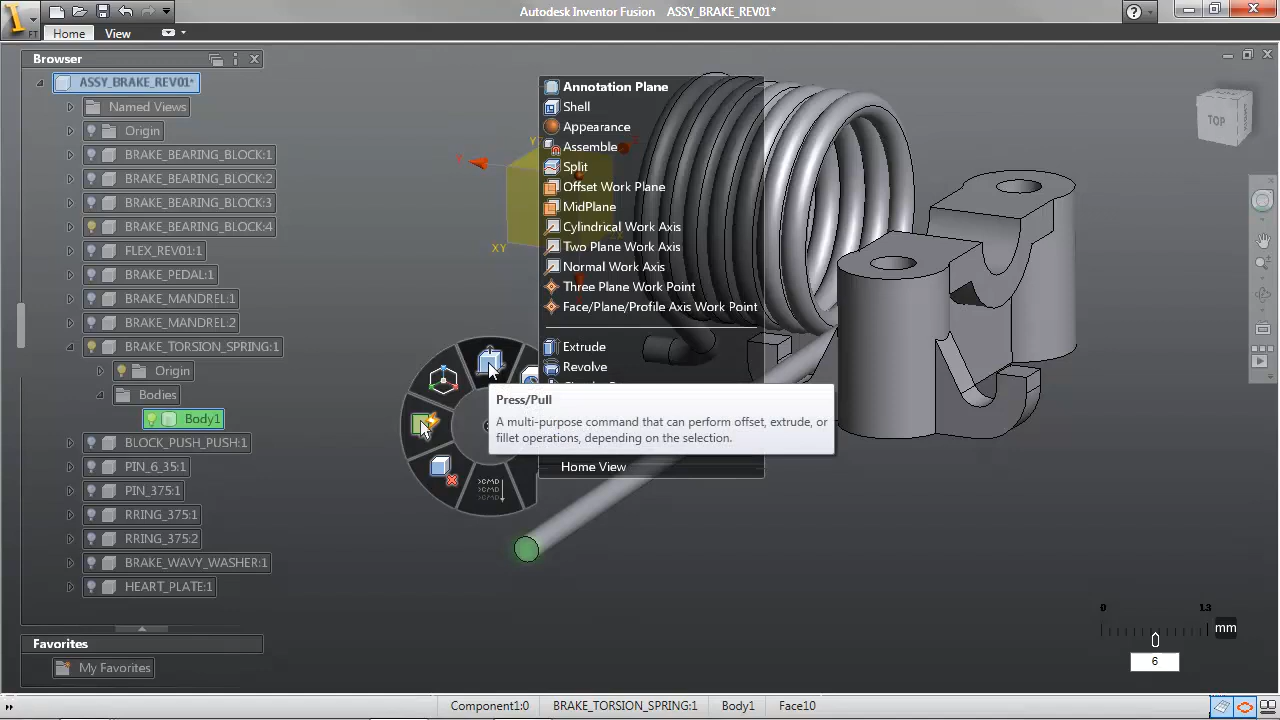 Autodesk Inventor Fusion ASSY_BRAKE_REV01*
FT
Home View
Browser
ASSY_BRAKE_REV01*
Named Views
Origin
BRAKE_BEARING_BLOCK:1
BRAKE_BEARING_BLOCK:2
BRAKE_BEARING_BLOCK:3
BRAKE_BEARING_BLOCK:4
FLEX_REV01:1
BRAKE_PEDAL:1
BRAKE_MANDREL:1
BRAKE_MANDREL:2
BRAKE_TORSION_SPRING:1
Origin
Bodies
Body1
BLOCK_PUSH_PUSH:1
PIN_6_35:1
PIN_375:1
RRING_375:1
RRING_375:2
BRAKE_WAVY_WASHER:1
HEART_PLATE:1
Favorites
My Favorites
XY
Annotation Plane
Shell
Appearance
Assemble
Split
Offset Work Plane
MidPlane
Cylindrical Work Axis
Two Plane Work Axis
Normal Work Axis
Three Plane Work Point
Face/Plane/Profile Axis Work Point
Extrude
Revolve
Press/Pull
A multi-purpose command that can perform offset, extrude, or
fillet operations, depending on the selection.
Home View
TOP
0 13
mm
6
Component1:0 BRAKE_TORSION_SPRING:1 Body1 Face10